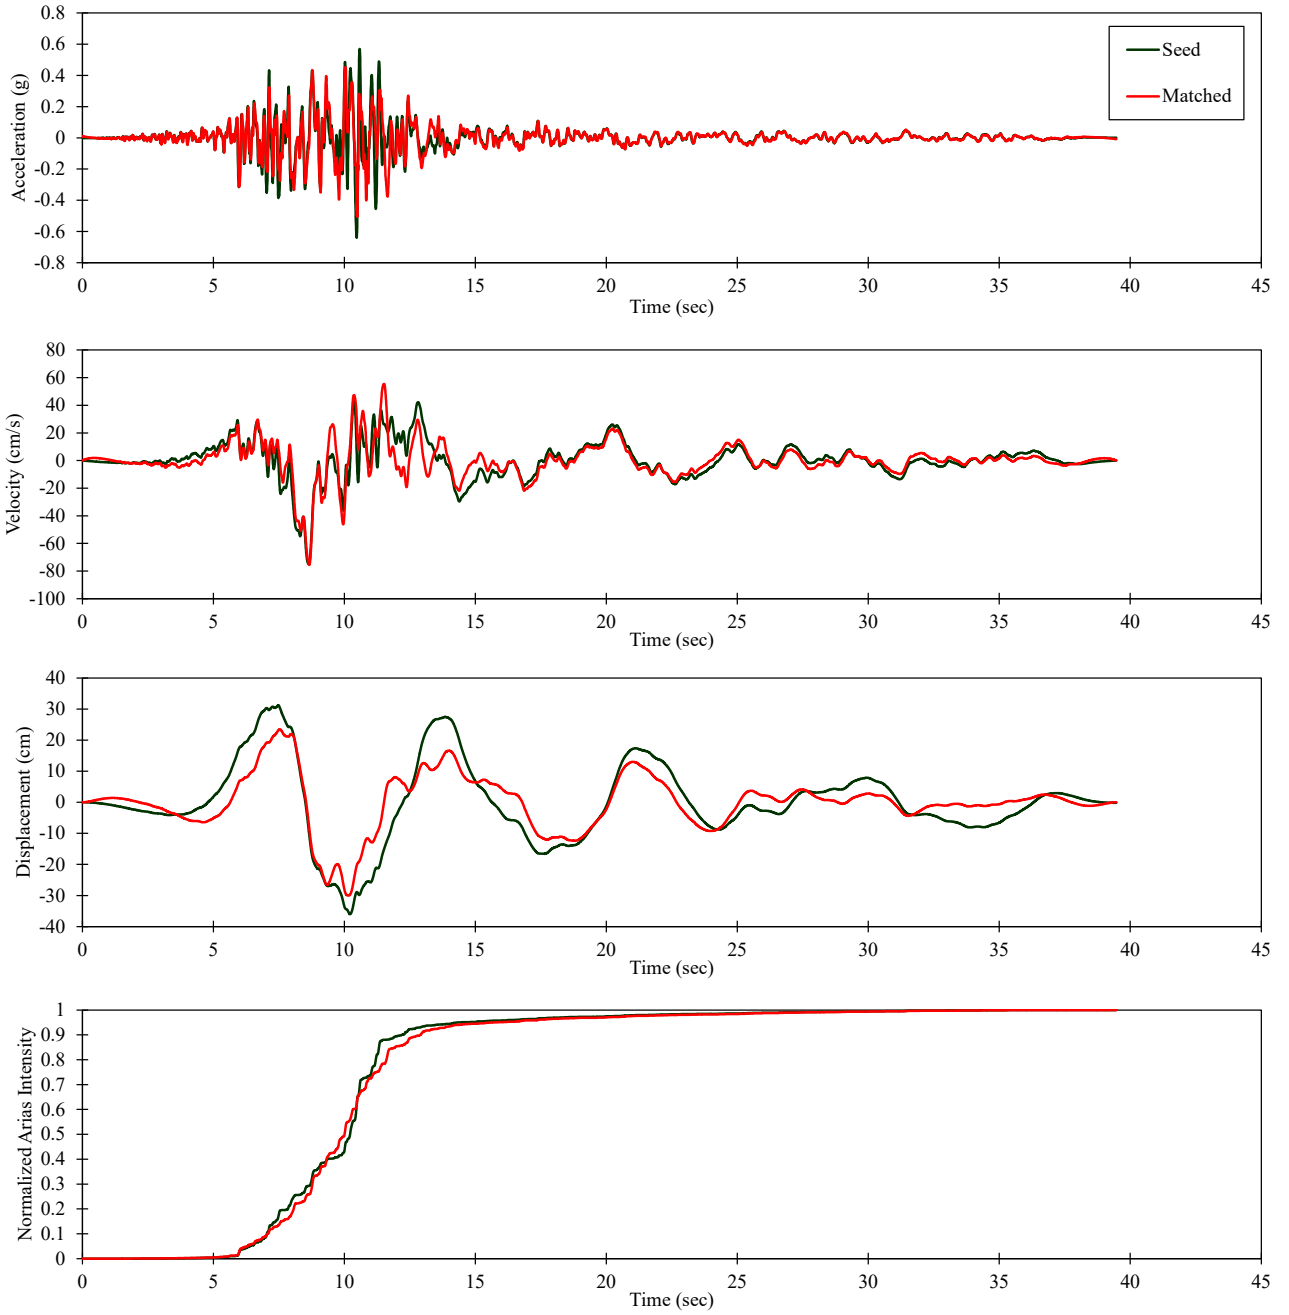 Acceleration (g)
0.8
0.6
0.4
0.2
0
-0.2
-0.4
-0.6
-0.8
Seed
Matched
0 5 10 15 20 25 30 35 40 45
Time (sec)
Velocity (cm/s)
80
60
40
20
0
-20
-40
-60
-80
-100
0 5 10 15 20 25 30 35 40 45
Time (sec)
Displacement (cm)
40
30
20
10
0
-10
-20
-30
-40
0 5 10 15 20 25 30 35 40 45
Time (sec)
Normalized Arias Intensity
1
0.9
0.8
0.7
0.6
0.5
0.4
0.3
0.2
0.1
0
0 5 10 15 20 25 30 35 40 45
Time (sec)